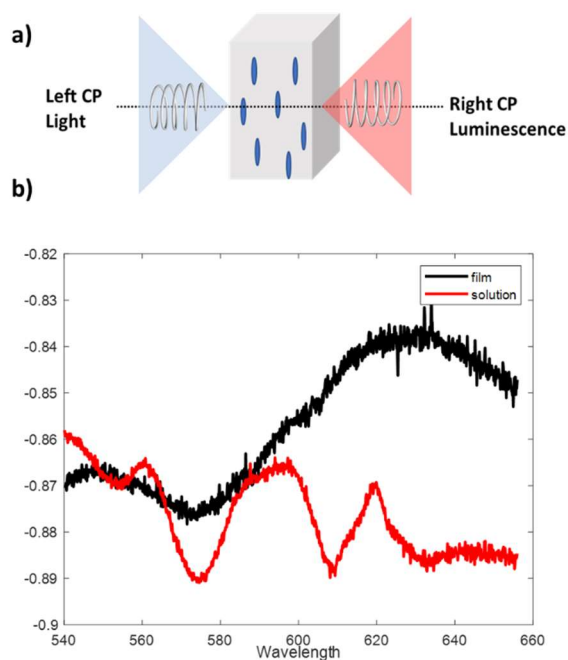 a)
Left CP
Light
Right CP
Luminescence
b)
-0.82
-0.83
-0.84
-0.85
-0.86
-0.87
-0.88
-0.89
-0.9
film
solution
540 560 580 600 620 640 660
Wavelength